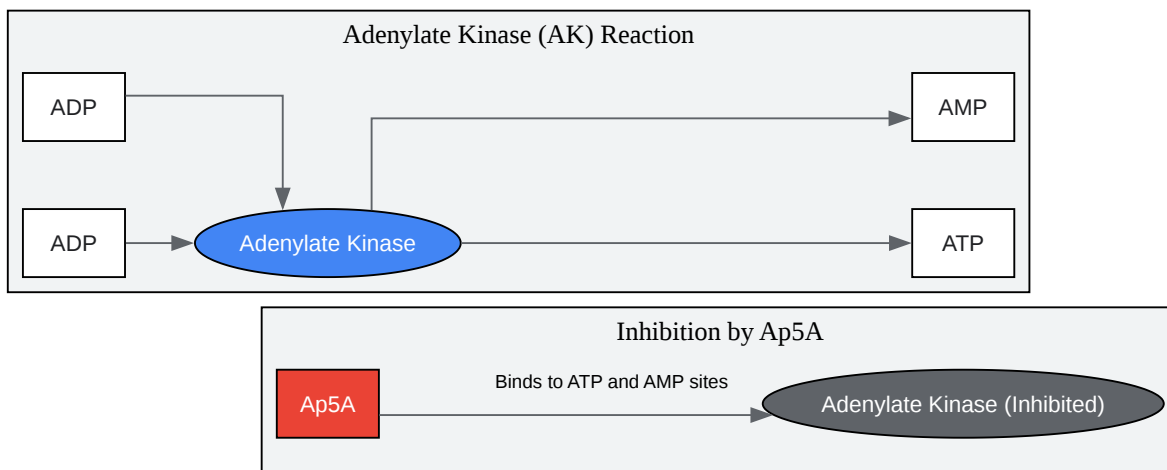 Adenylate Kinase (AK) Reaction
ADP
AMP
ADP
Adenylate Kinase
ATP
Inhibition by Ap5A
Ap5A
Binds to ATP and AMP sites
Adenylate Kinase (Inhibited)